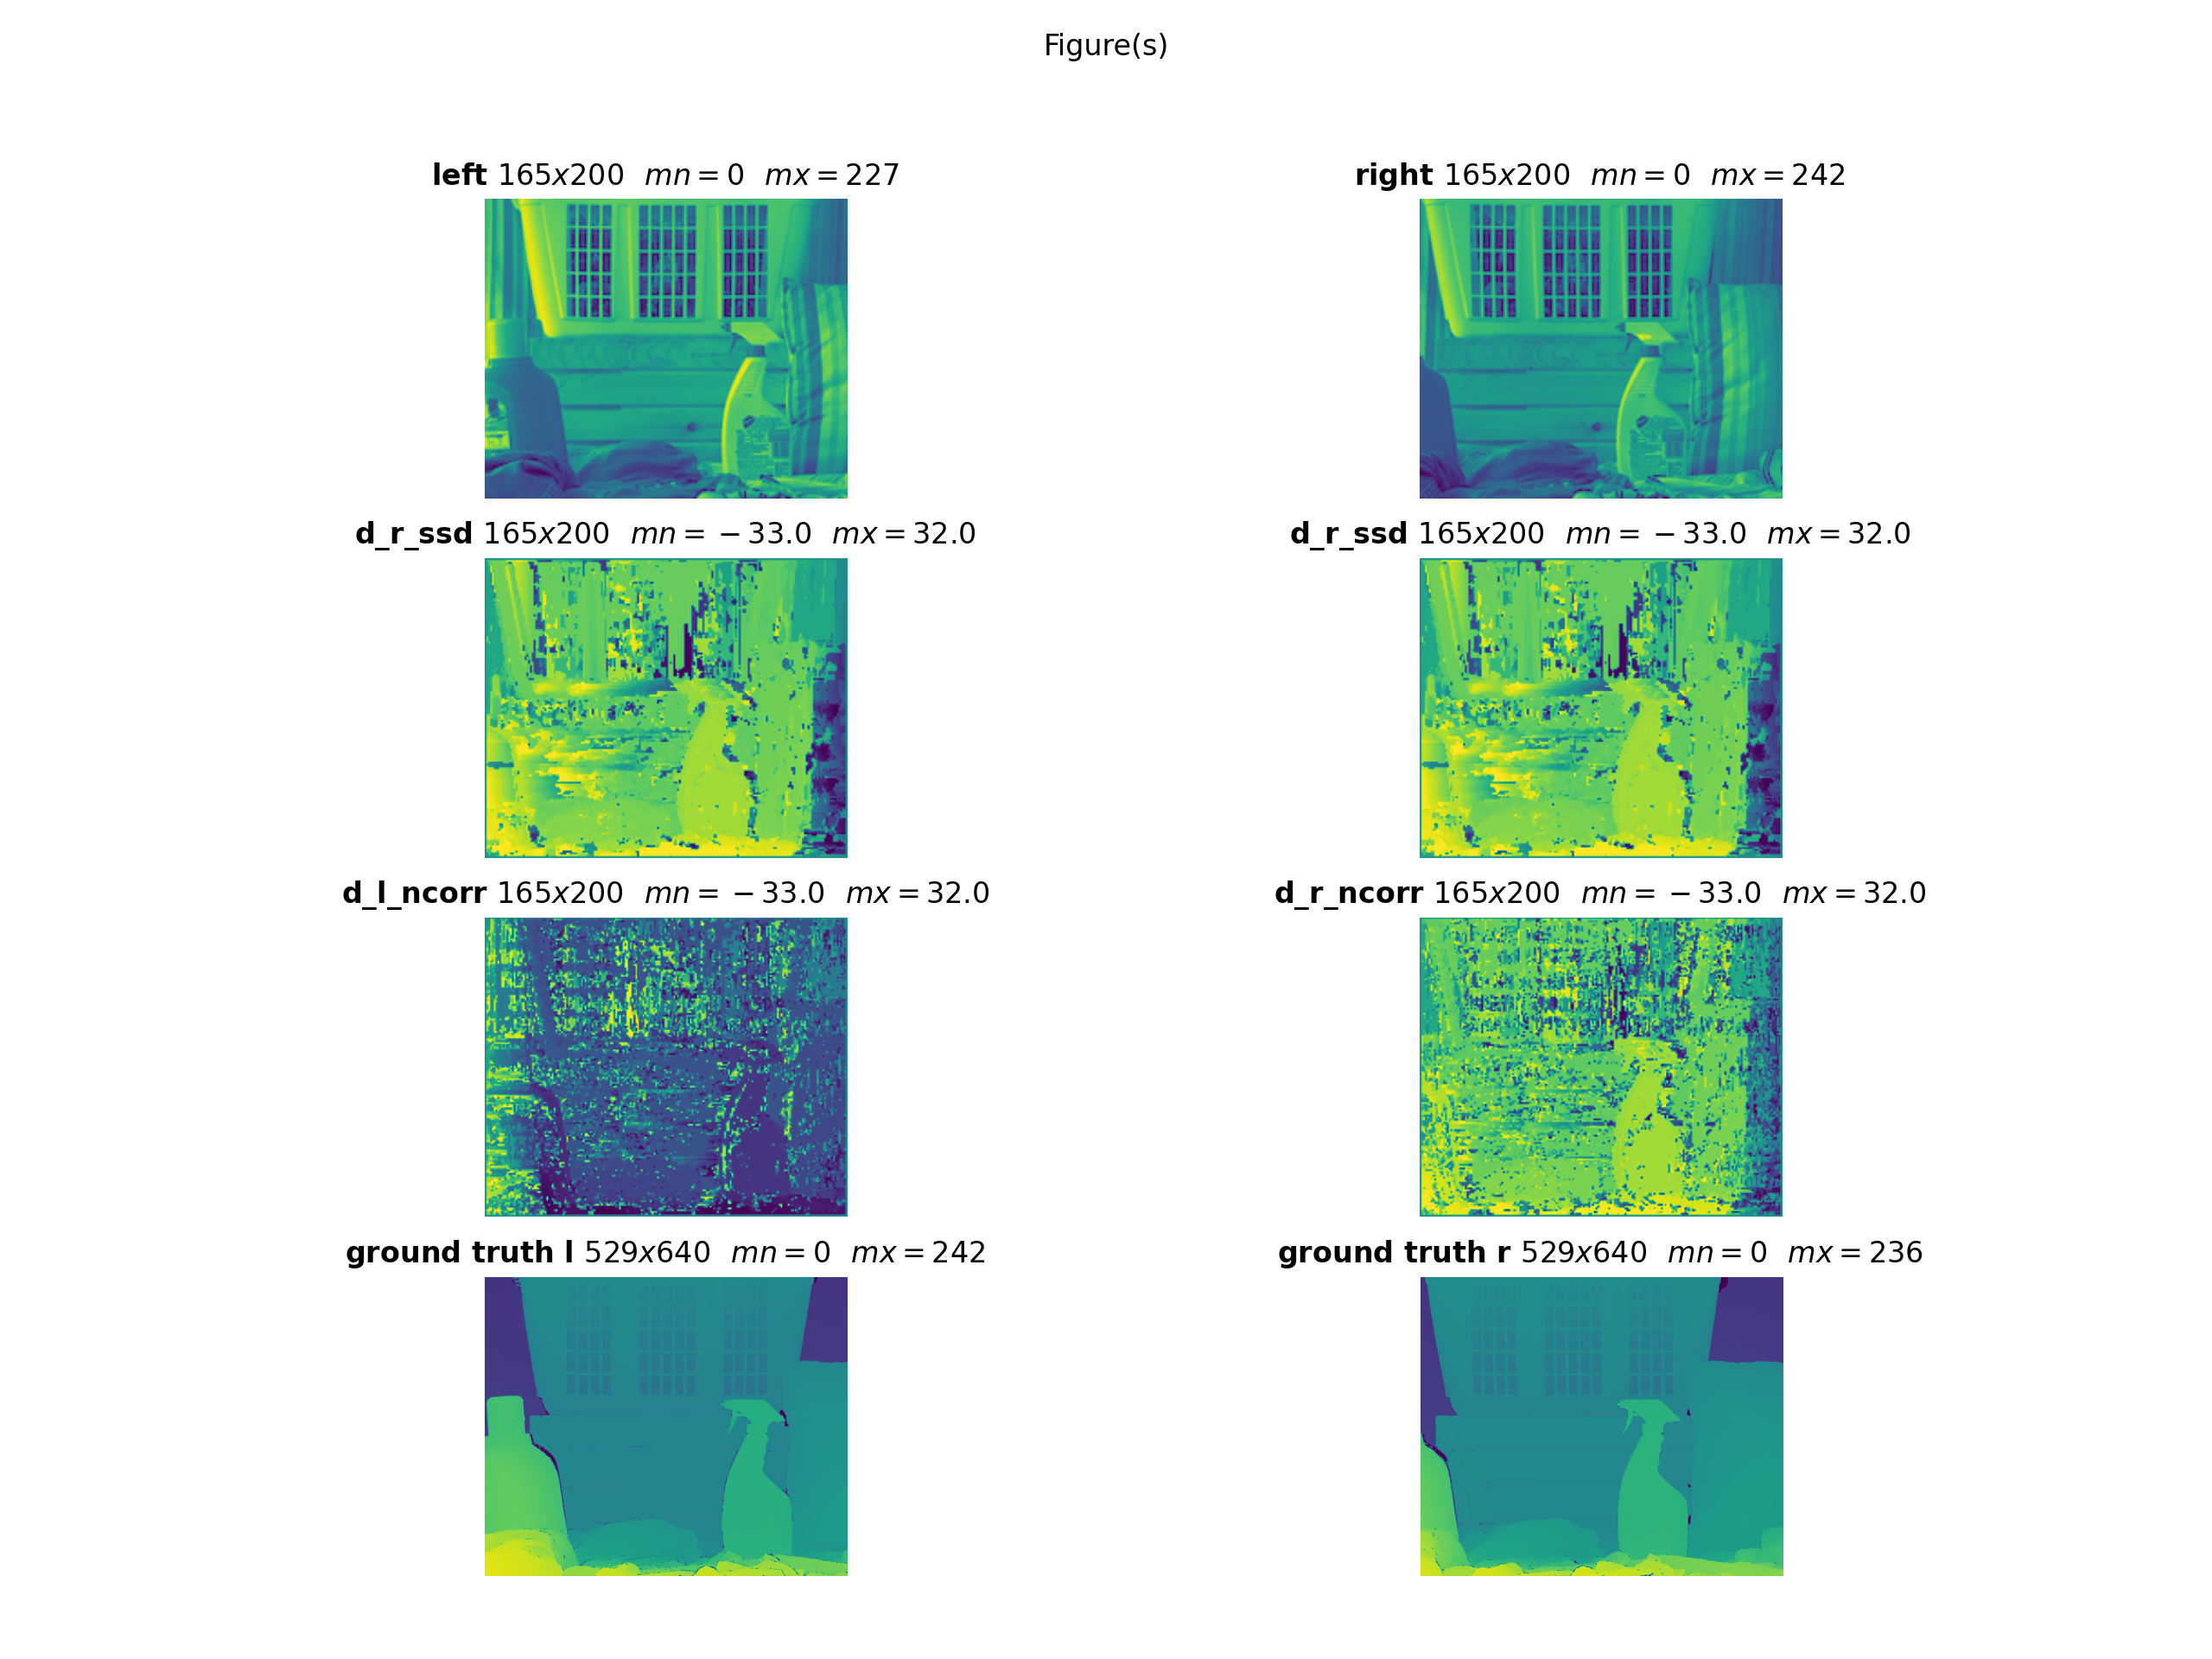 Figure(s)
left 165x200 mn = 0 mx = 227
right 165x200 mn = 0 mx = 242
d_r_ssd 165x200 mn = − 33.0 mx = 32.0
d_r_ssd 165x200 mn = − 33.0 mx = 32.0
d_l_ncorr 165x200 mn = − 33.0 mx = 32.0
d_r_ncorr 165x200 mn = − 33.0 mx = 32.0
ground truth l 529x640 mn = 0 mx = 242
ground truth r 529x640 mn = 0 mx = 236